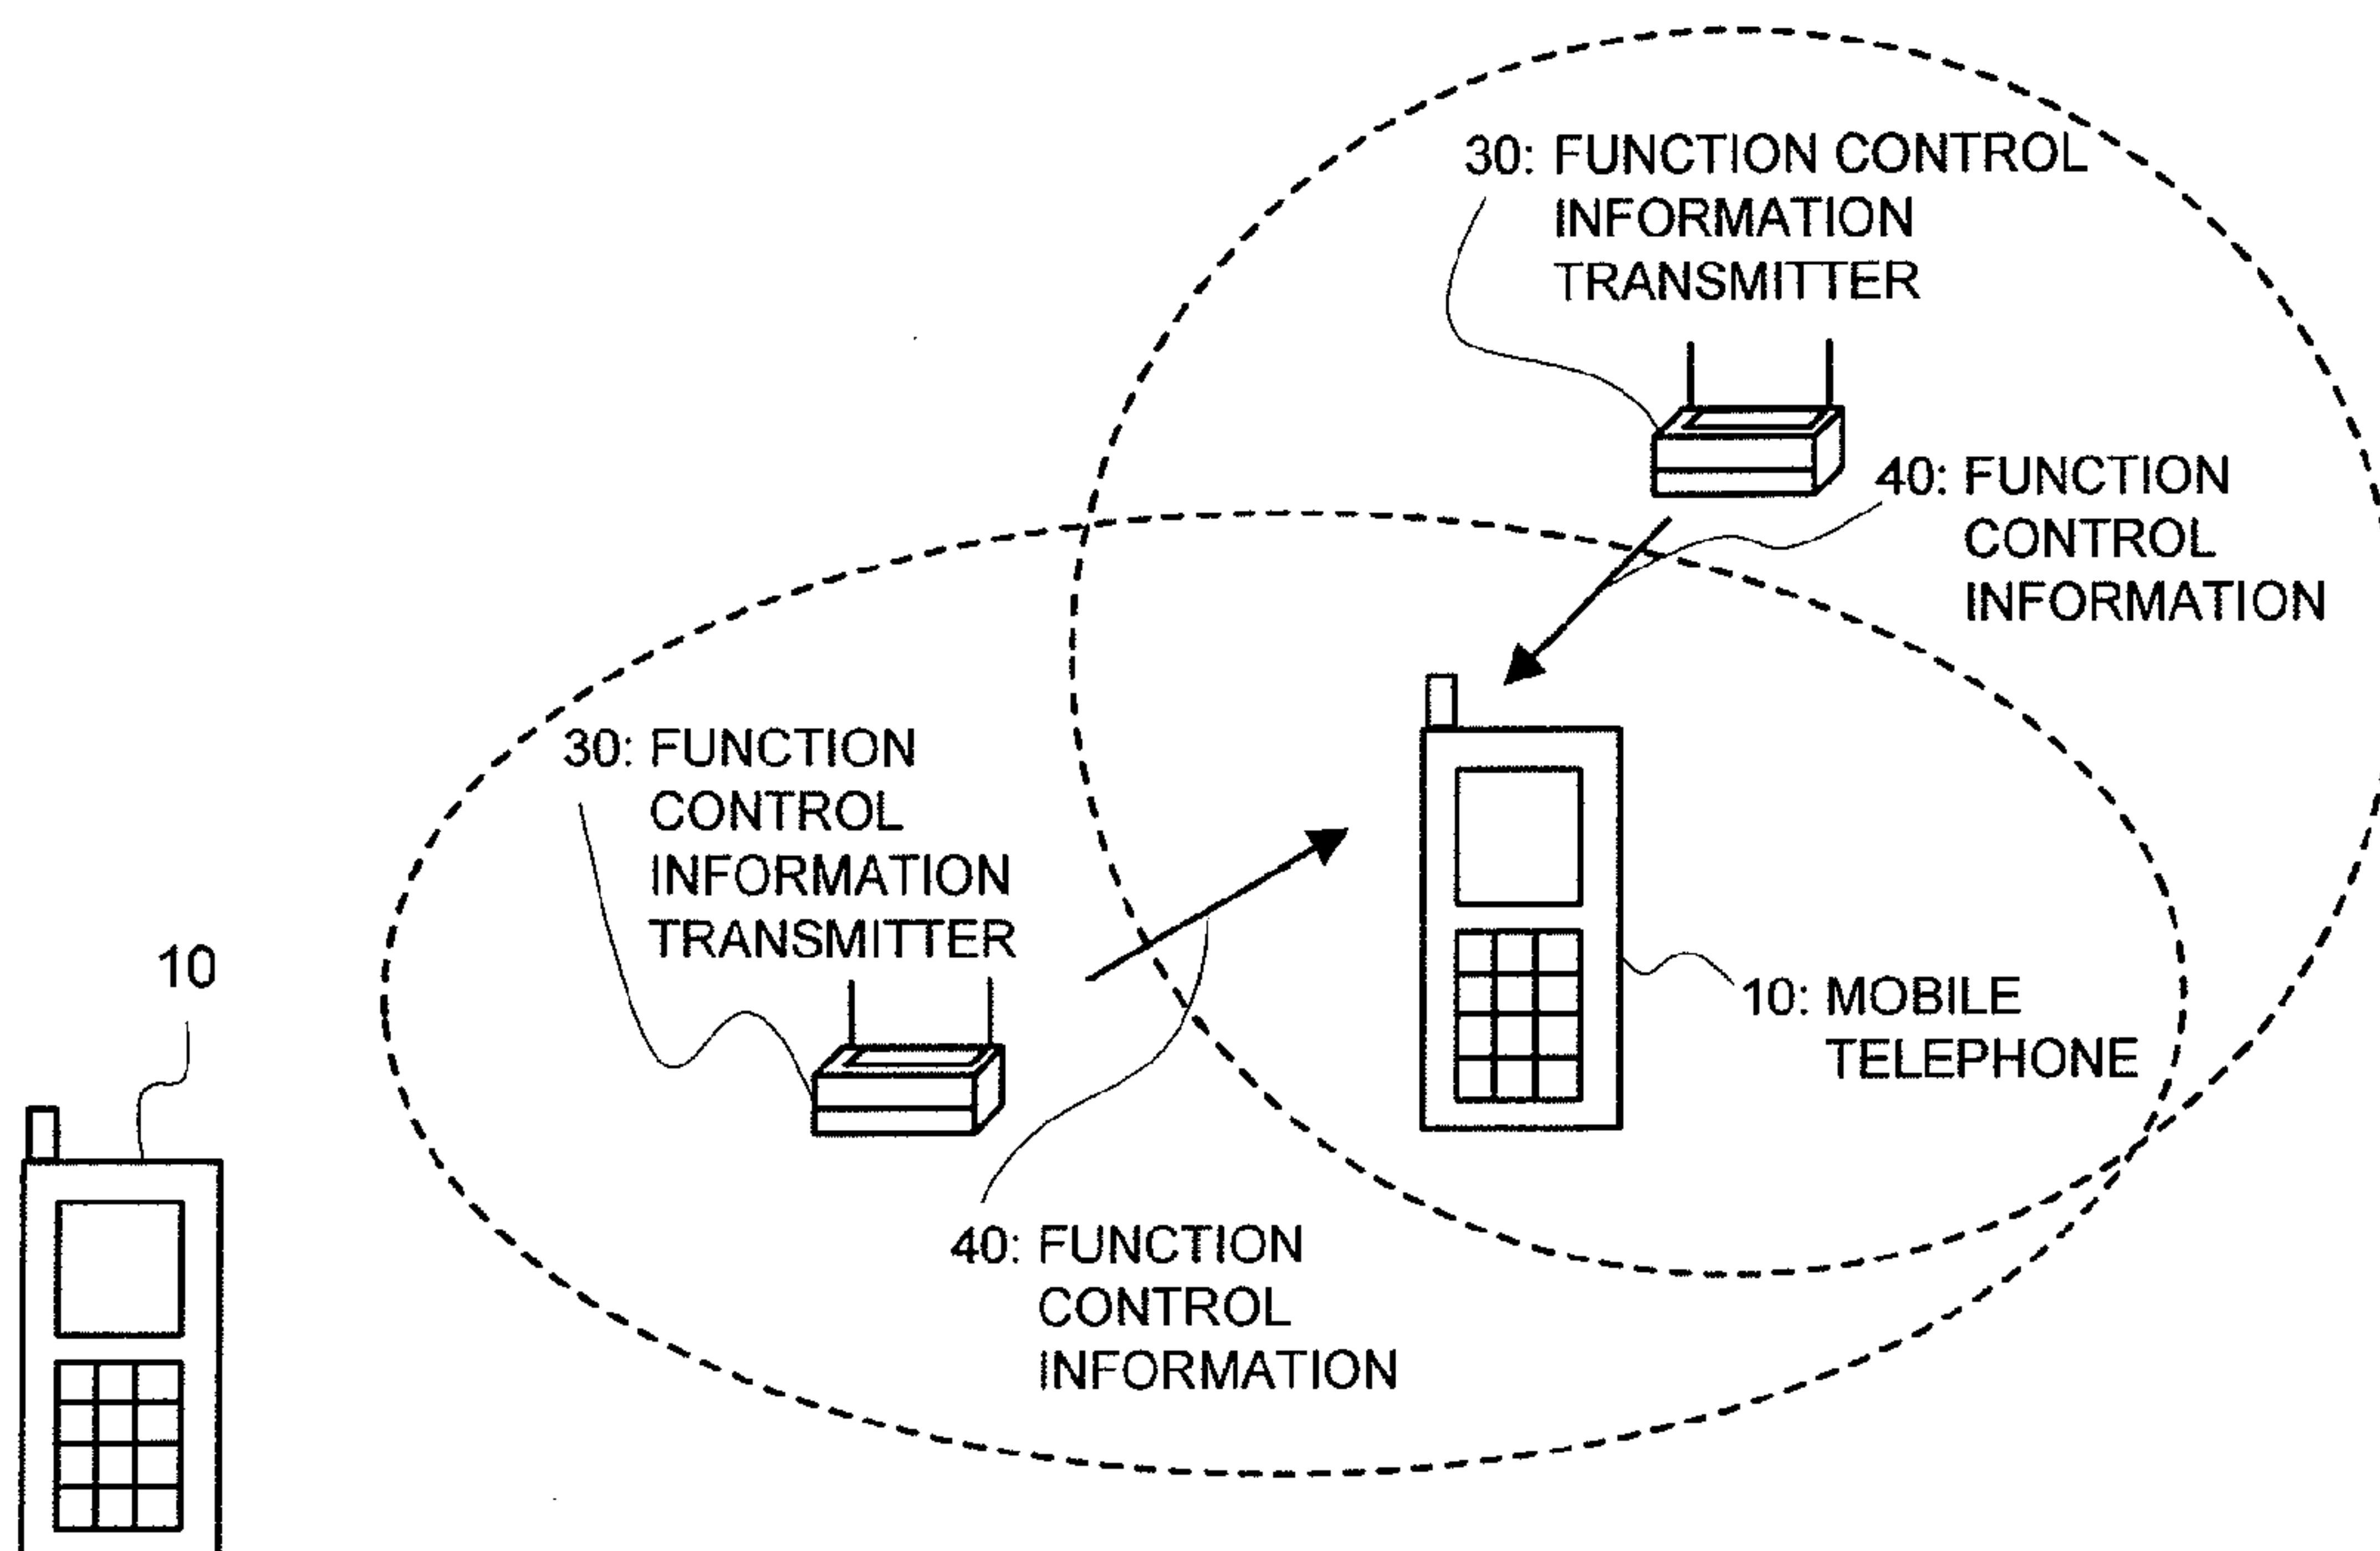 30: FUNCTION CONTROL
INFORMATION
TRANSMITTER
40: FUNCTION
CONTROL
INFORMATION
30: FUNCTION
CONTROL
INFORMATION
TRANSMITTER
10
10: MOBILE
TELEPHONE
40: FUNCTION
CONTROL
INFORMATION